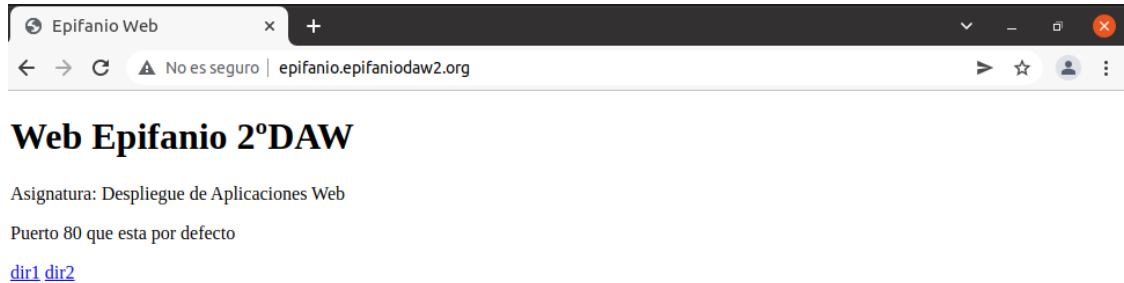 Epifanio Web
No es seguro | epifanio.epifaniodaw2.org
Web Epifanio 2ºDAW
Asignatura: Despliegue de Aplicaciones Web
Puerto 80 que esta por defecto
dir1 dir2